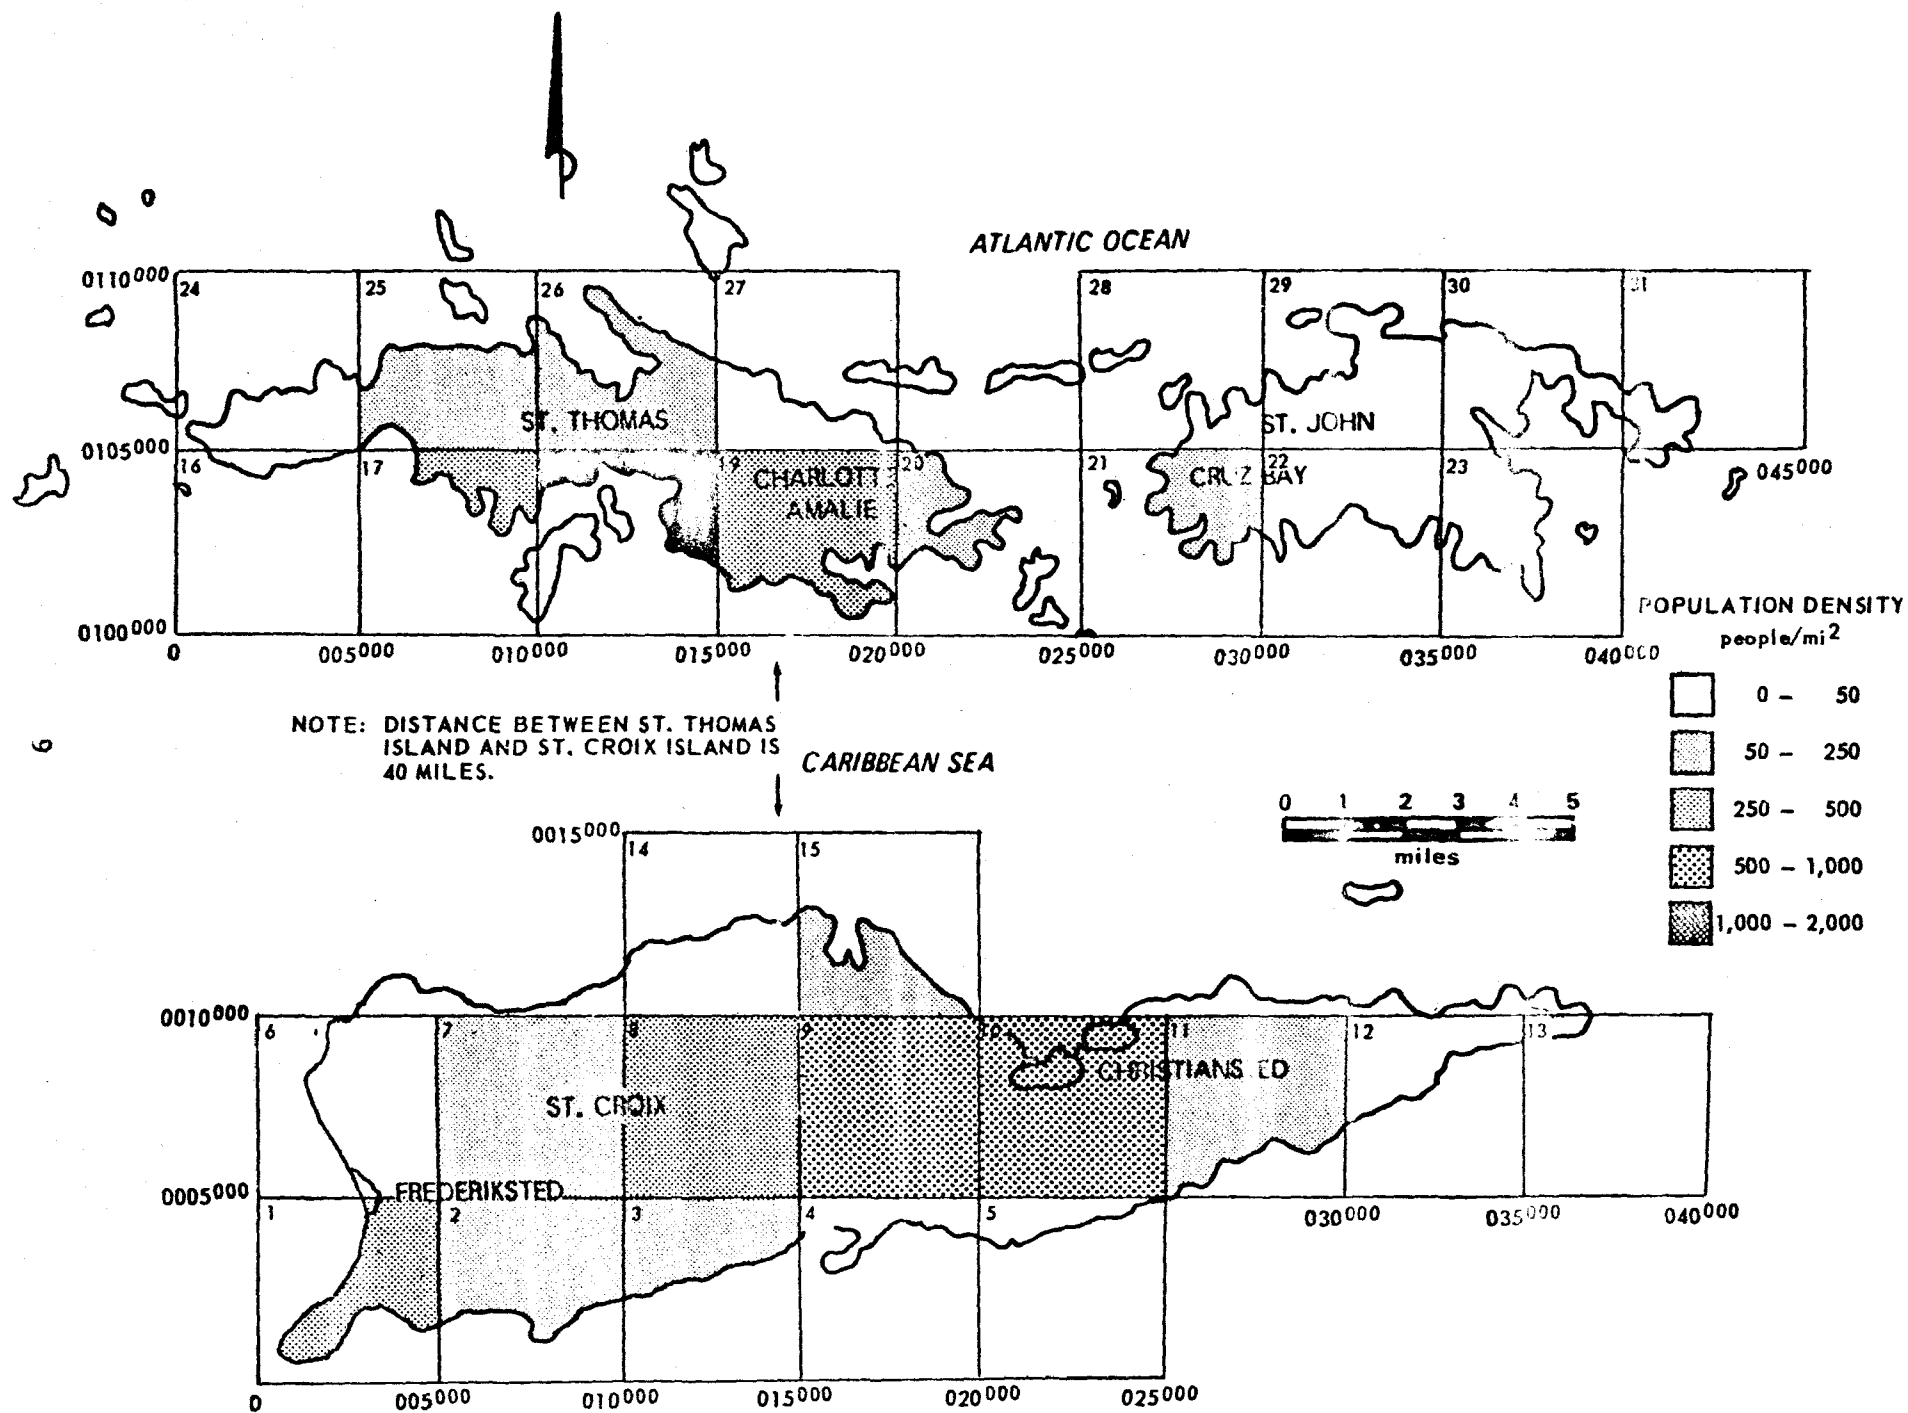 ATLANTIC OCEAN
0110000
24 25 26 27 28 29 30 31
ST. THOMAS
ST. JOHN
0105000
16 17 19 20 21 22 23
045000
CHARLOTT
AMALIE
CRUZ BAY
0100000
0 005000 010000 015000 020000 025000 030000 035000 040000
POPULATION DENSITY
people/mi2
0 - 50
50 - 250
250 - 500
500 - 1,000
1,000 - 2,000
NOTE: DISTANCE BETWEEN ST. THOMAS
ISLAND AND ST. CROIX ISLAND IS
40 MILES.
CARIBBEAN SEA
0 1 2 3 4 5
miles
0015000
14 15
0010000
6 7 8 9 10 11 12 13
CHRISTIANS ED
ST. CROIX
0005000
FREDERIKSTED
1 2 3 4 5
030000 035000 040000
0 005000 010000 015000 020000 025000
9